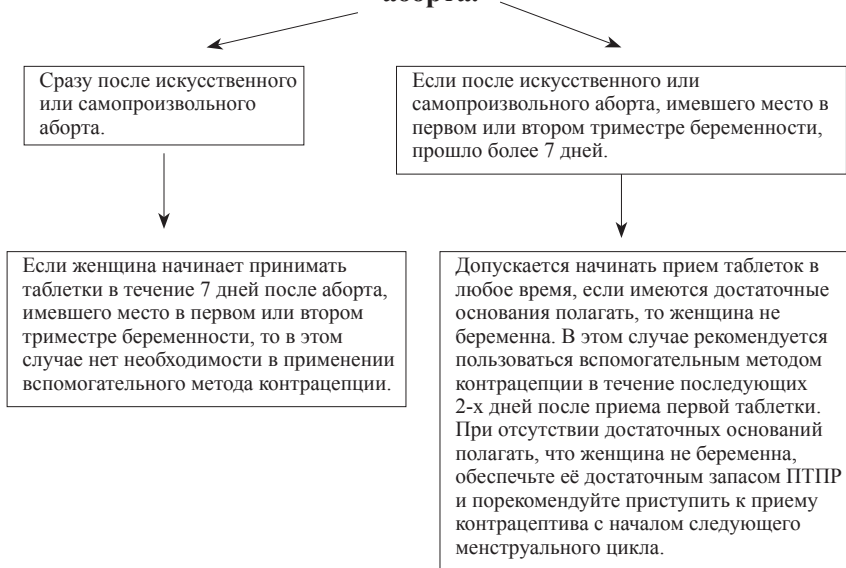 аборта.
Сразу после искусственного
или самопроизвольного
аборта.
Если после искусственного или
самопроизвольного аборта, имевшего место в
первом или втором триместре беременности,
прошло более 7 дней.
Если женщина начинает принимать
таблетки в течение 7 дней после аборта,
имевшего место в первом или втором
триместре беременности, то в этом
случае нет необходимости в применении
вспомогательного метода контрацепции.
Допускается начинать прием таблеток в
любое время, если имеются достаточные
основания полагать, то женщина не
беременна. В этом случае рекомендуется
пользоваться вспомогательным методом
контрацепции в течение последующих
2-х дней после приема первой таблетки.
При отсутствии достаточных оснований
полагать, что женщина не беременна,
обеспечьте её достаточным запасом ПТПР
и порекомендуйте приступить к приему
контрацептива с началом следующего
менструального цикла.